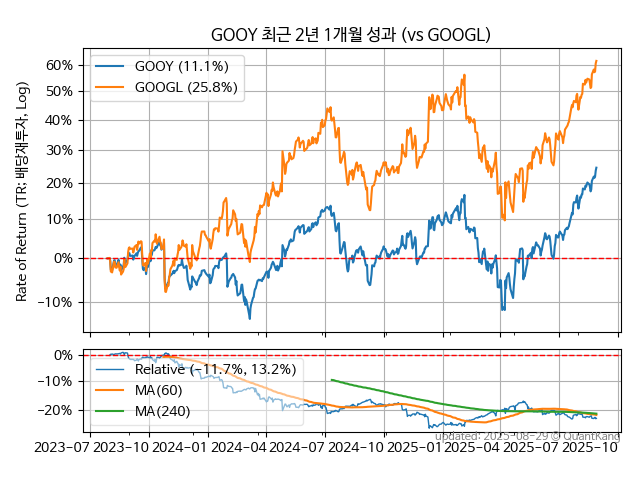 GOOY 최근 2년 1개월 성과 (vs GOOGL)
Rate of Return (TR: 배당재투자, Log)
60%
50%
40%
30%
20%
10%
0%
−10%
GOOY (11.1%)
GOOGL (25.8%)
0%
−10%
−20%
Relative (−11.7%, 13.2%)
MA(60)
MA(240)
2023-07 2023-10 2024-01 2024-04 2024-07 2024-10 2025-01 2025-04 2025-07 2025-10
updated: 2025-08-29 © QuantKang